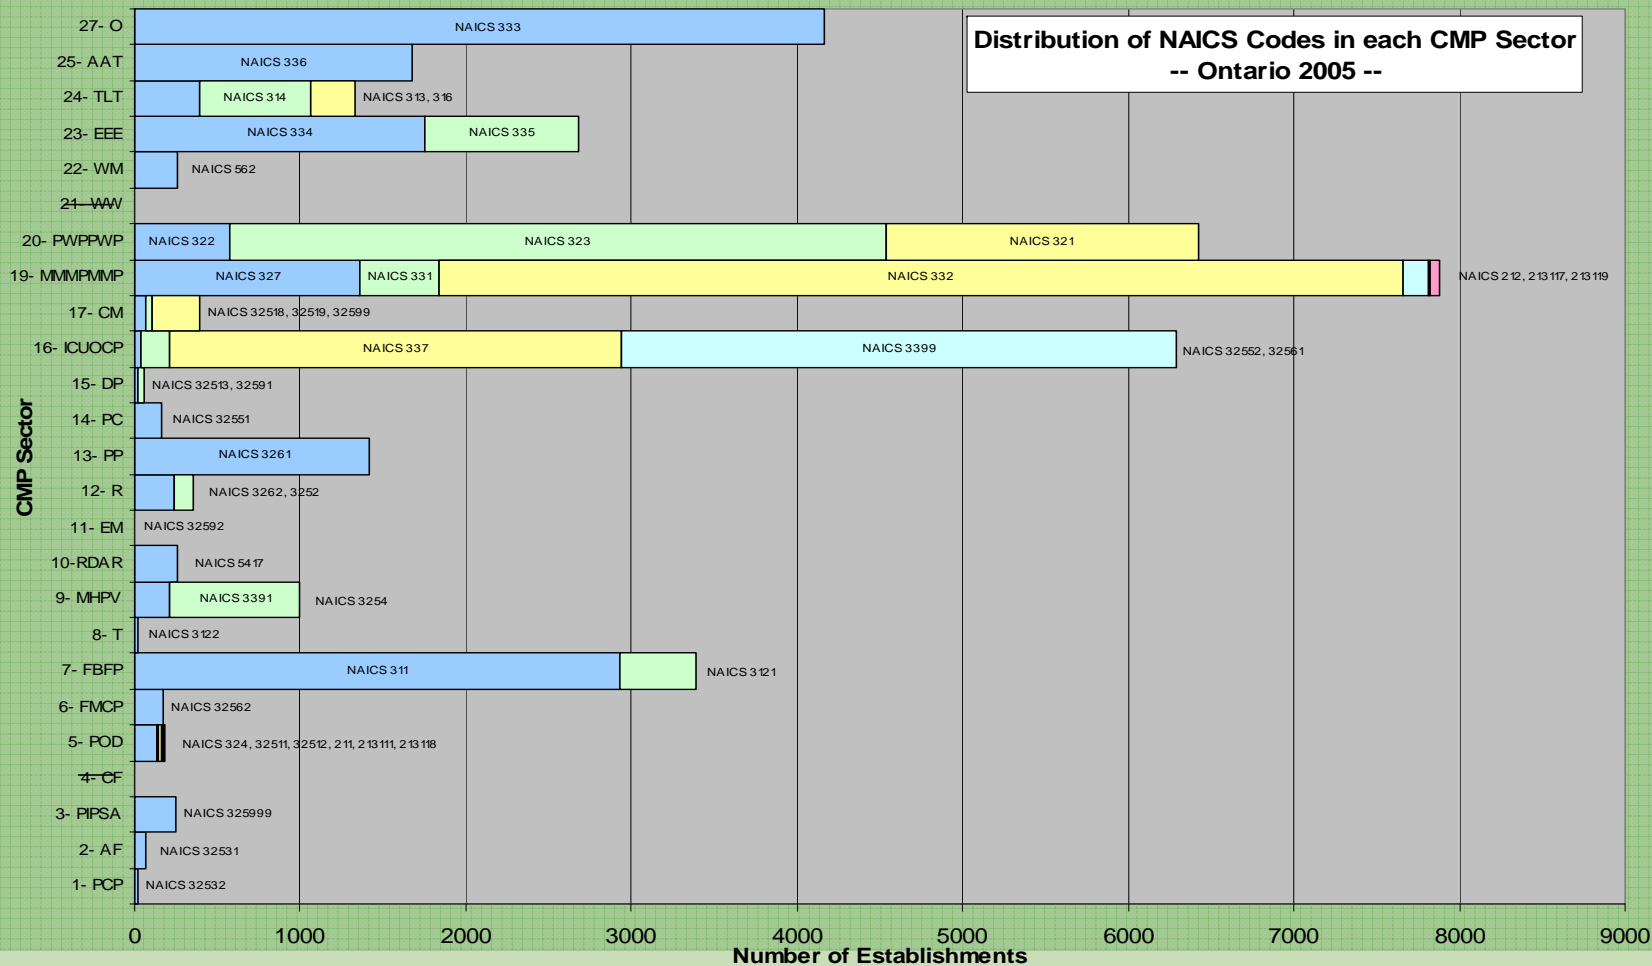 Distribution of NAICS Codes in each CMP Sector
-- Ontario 2005 --
CMP Sector
27- O
NAICS 333
25- AAT
NAICS 336
24- TLT
NAICS 314
NAICS 313, 316
23- EEE
NAICS 334
NAICS 335
22- WM
NAICS 562
21- WW
20- PWPPWP
NAICS 322
NAICS 323
NAICS 321
19- MMMPMMP
NAICS 327
NAICS 331
NAICS 332
NAICS 212, 213117, 213119
17- CM
NAICS 32518, 32519, 32599
16- ICUOCP
NAICS 337
NAICS 3399
NAICS 32552, 32561
15- DP
NAICS 32513, 32591
14- PC
NAICS 32551
13- PP
NAICS 3261
12- R
NAICS 3262, 3252
11- EM
NAICS 32592
10-RDAR
NAICS 5417
9- MHPV
NAICS 3391
NAICS 3254
8- T
NAICS 3122
7- FBFP
NAICS 311
NAICS 3121
6- FMCP
NAICS 32562
5- POD
NAICS 324, 32511, 32512, 211, 213111, 213118
4- CF
3- PIPSA
NAICS 325999
2- AF
NAICS 32531
1- PCP
NAICS 32532
0 1000 2000 3000 4000 5000 6000 7000 8000 9000
Number of Establishments